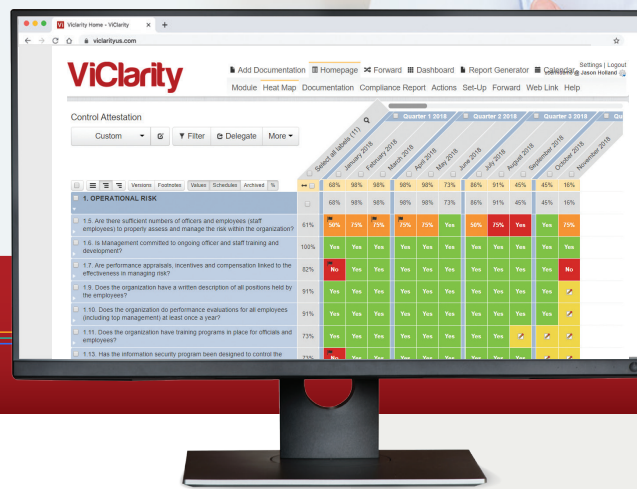 Viclarity Home - ViClarity
viclarityus.com
ViClarity
Settings | Logout
@ Jason Holland
Add Documentation Homepage Forward Dashboard Report Generator Calendar
Module Heat Map Documentation Compliance Report Actions Set-Up Forward Web Link Help
Control Attestation
Custom Filter Delegate More
Select all labels (11)
Quarter 1 2018 Quarter 2 2018 Quarter 3 2018 Qu
January 2018 February 2018 March 2018 April 2018 May 2018 June 2018 July 2018 August 2018 September 2018 October 2018 November 2018
Versions Footnotes Values Schedules Archived %
68% 98% 98% 98% 98% 73% 86% 91% 45% 45% 16%
1. OPERATIONAL RISK
68% 98% 98% 98% 98% 73% 86% 91% 45% 45% 16%
1.5. Are there sufficient numbers of officers and employees (staff
employees) to properly assess and manage the risk within the organization?
61% 50% 75% 75% 75% 75% Yes 50% 75% Yes Yes 75%
1.6. Is Management committed to ongoing officer and staff training and
development?
100% Yes Yes Yes Yes Yes Yes Yes Yes Yes Yes Yes
1.7. Are performance appraisals, incentives and compensation linked to the
effectiveness in managing risk?
82% No Yes Yes Yes Yes Yes Yes Yes Yes Yes No
1.9. Does the organization have a written description of all positions held by
the employees?
91% Yes Yes Yes Yes Yes Yes Yes Yes Yes Yes
1.10. Does the organization do performance evaluations for all employees
(including top management) at least once a year?
91% Yes Yes Yes Yes Yes Yes Yes Yes Yes Yes
1.11. Does the organization have training programs in place for officials and
employees?
73% Yes Yes Yes Yes Yes Yes Yes Yes
1.13. Has the information security program been designed to control the
73% No Yes Yes Yes Yes Yes Yes Yes